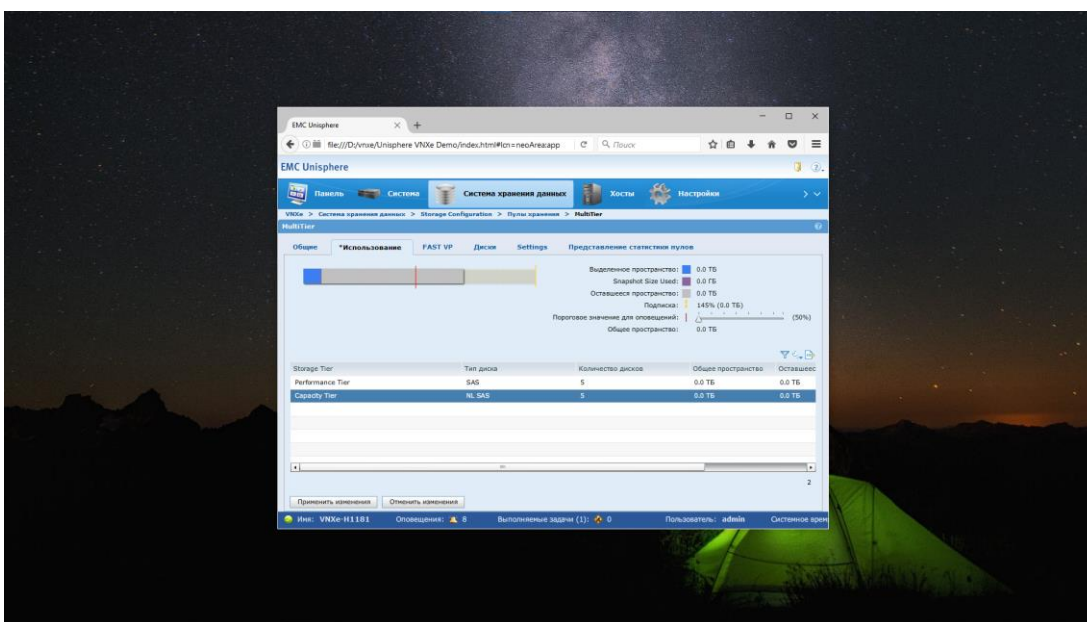 EMC Unisphere
file:///D:/vnxe/Unisphere VNXe Demo/index.html#lcn=neoArea:app
Поиск
EMC Unisphere
Панель Система Система хранения данных Хосты Настройки
VNXe > Система хранения данных > Storage Configuration > Пулы хранения > MultiTier
MultiTier
Общие *Использование FAST VP Диски Settings Представление статистики пулов
Выделенное пространство: 0.0 ТБ
Snapshot Size Used: 0.0 ТБ
Оставшееся пространство: 0.0 ТБ
Подписка: 145% (0.0 ТБ)
Пороговое значение для оповещений: (50%)
Общее пространство: 0.0 ТБ
Storage Tier Тип диска Количество дисков Общее пространство Оставшеес
Performance Tier SAS 5 0.0 ТБ 0.0 ТБ
Capacity Tier NL SAS 5 0.0 ТБ 0.0 ТБ
2
Применить изменения Отменить изменения
Имя: VNXe-H1181 Оповещения: 8 Выполняемые задачи (1): 0 Пользователь: admin Системное врем